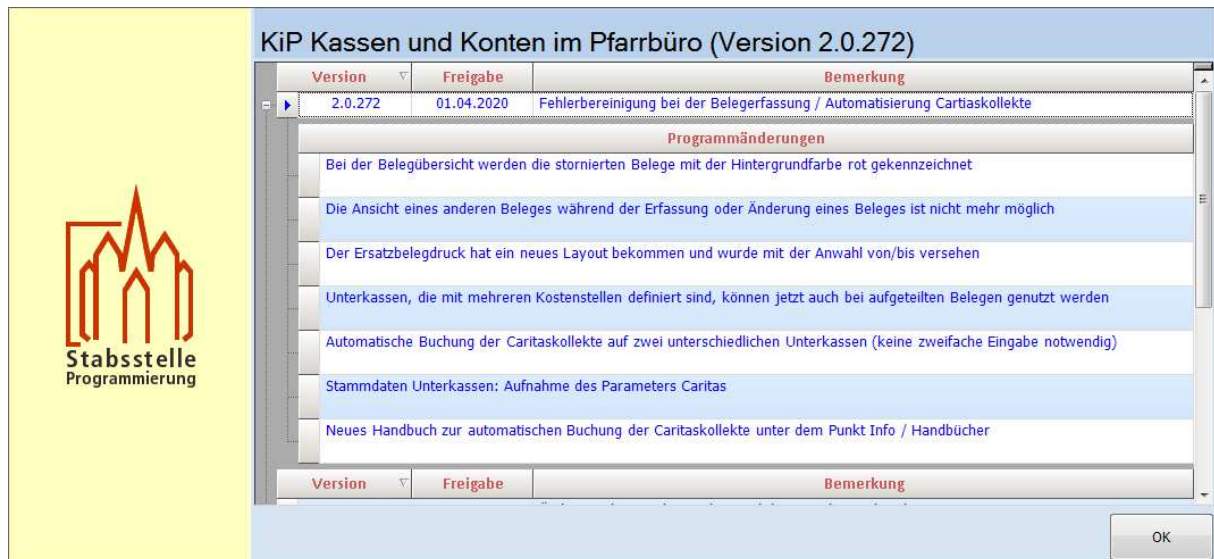 KiP Kassen und Konten im Pfarrbüro (Version 2.0.272)
Version Freigabe Bemerkung
2.0.272 01.04.2020 Fehlerbereinigung bei der Belegerfassung / Automatisierung Cartiaskollekte
Programmänderungen
Bei der Belegübersicht werden die stornierten Belege mit der Hintergrundfarbe rot gekennzeichnet
Die Ansicht eines anderen Beleges während der Erfassung oder Änderung eines Beleges ist nicht mehr möglich
Der Ersatzbelegdruck hat ein neues Layout bekommen und wurde mit der Anwahl von/bis versehen
Unterkassen, die mit mehreren Kostenstellen definiert sind, können jetzt auch bei aufgeteilten Belegen genutzt werden
Automatische Buchung der Caritaskollekte auf zwei unterschiedlichen Unterkassen (keine zweifache Eingabe notwendig)
Stammdaten Unterkassen: Aufnahme des Parameters Caritas
Neues Handbuch zur automatischen Buchung der Caritaskollekte unter dem Punkt Info / Handbücher
Version Freigabe Bemerkung
Stabsstelle
Programmierung
OK